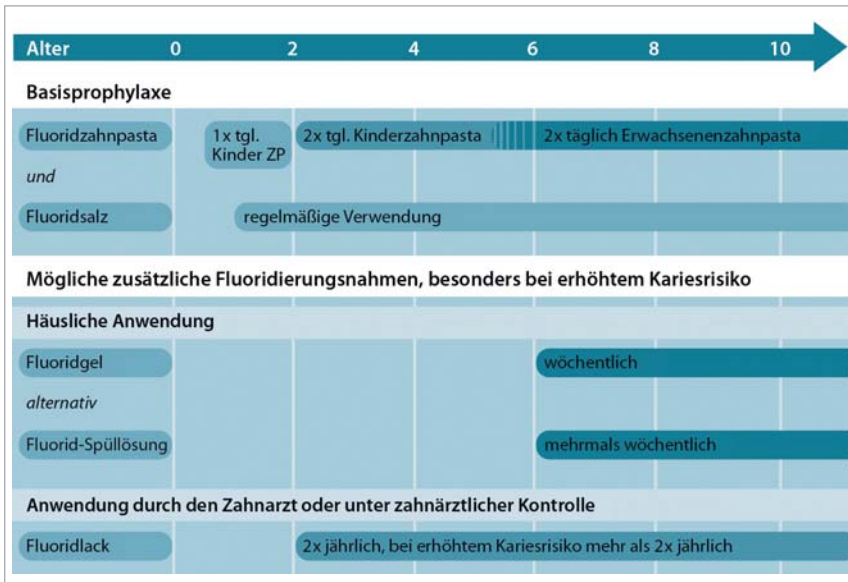 Alter 0 2 4 6 8 10
Basisprophylaxe
Fluoridzahnpasta 1x tgl. Kinder ZP 2x tgl. Kinderzahnpasta 2x täglich Erwachsenenzahnpasta
und
Fluoridsalz regelmäßige Verwendung
Mögliche zusätzliche Fluoridierungsnahmen, besonders bei erhöhtem Kariesrisiko
Häusliche Anwendung
Fluoridgel wöchentlich
alternativ
Fluorid-Spüllösung mehrmals wöchentlich
Anwendung durch den Zahnarzt oder unter zahnärztlicher Kontrolle
Fluoridlack 2x jährlich, bei erhöhtem Kariesrisiko mehr als 2x jährlich